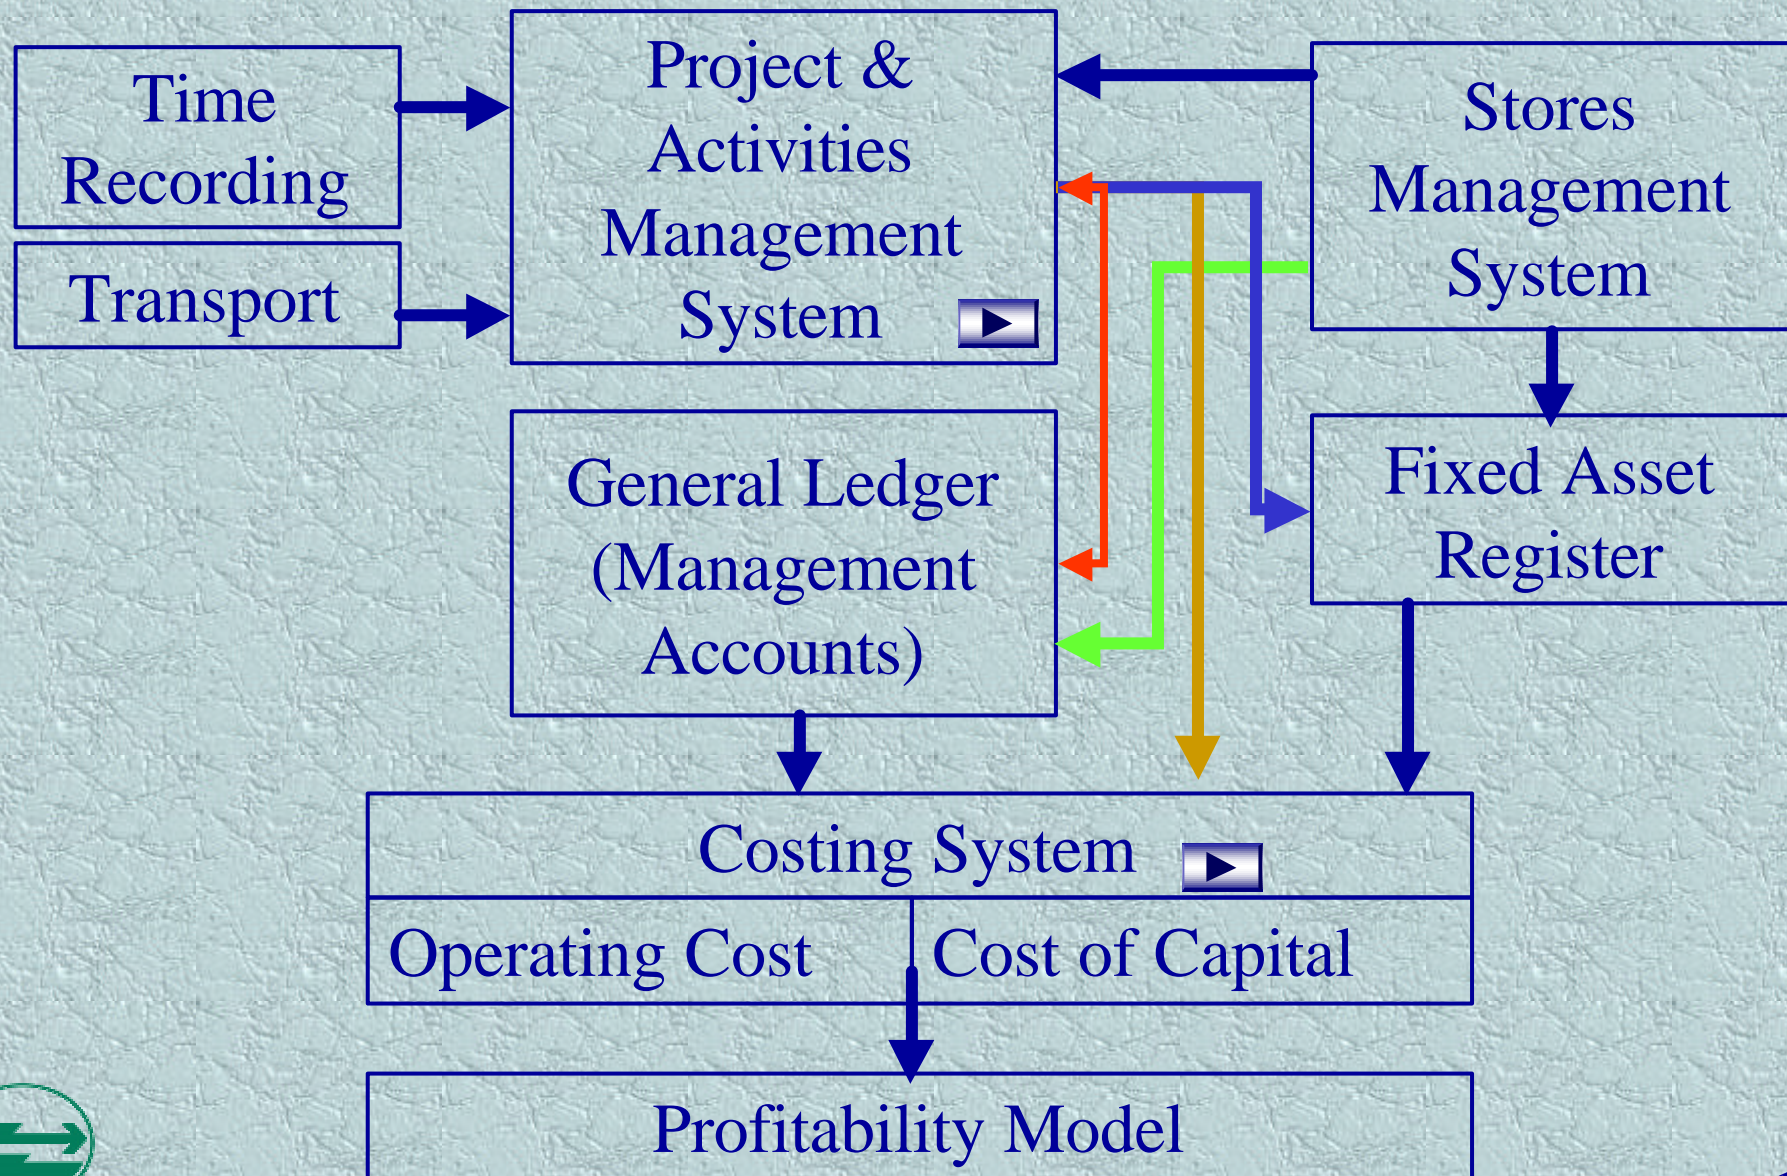 Time
Recording
Transport
Project &
Activities
Management
System
Stores
Management
System
General Ledger
(Management
Accounts)
Fixed Asset
Register
Costing System
Operating Cost
Cost of Capital
Profitability Model